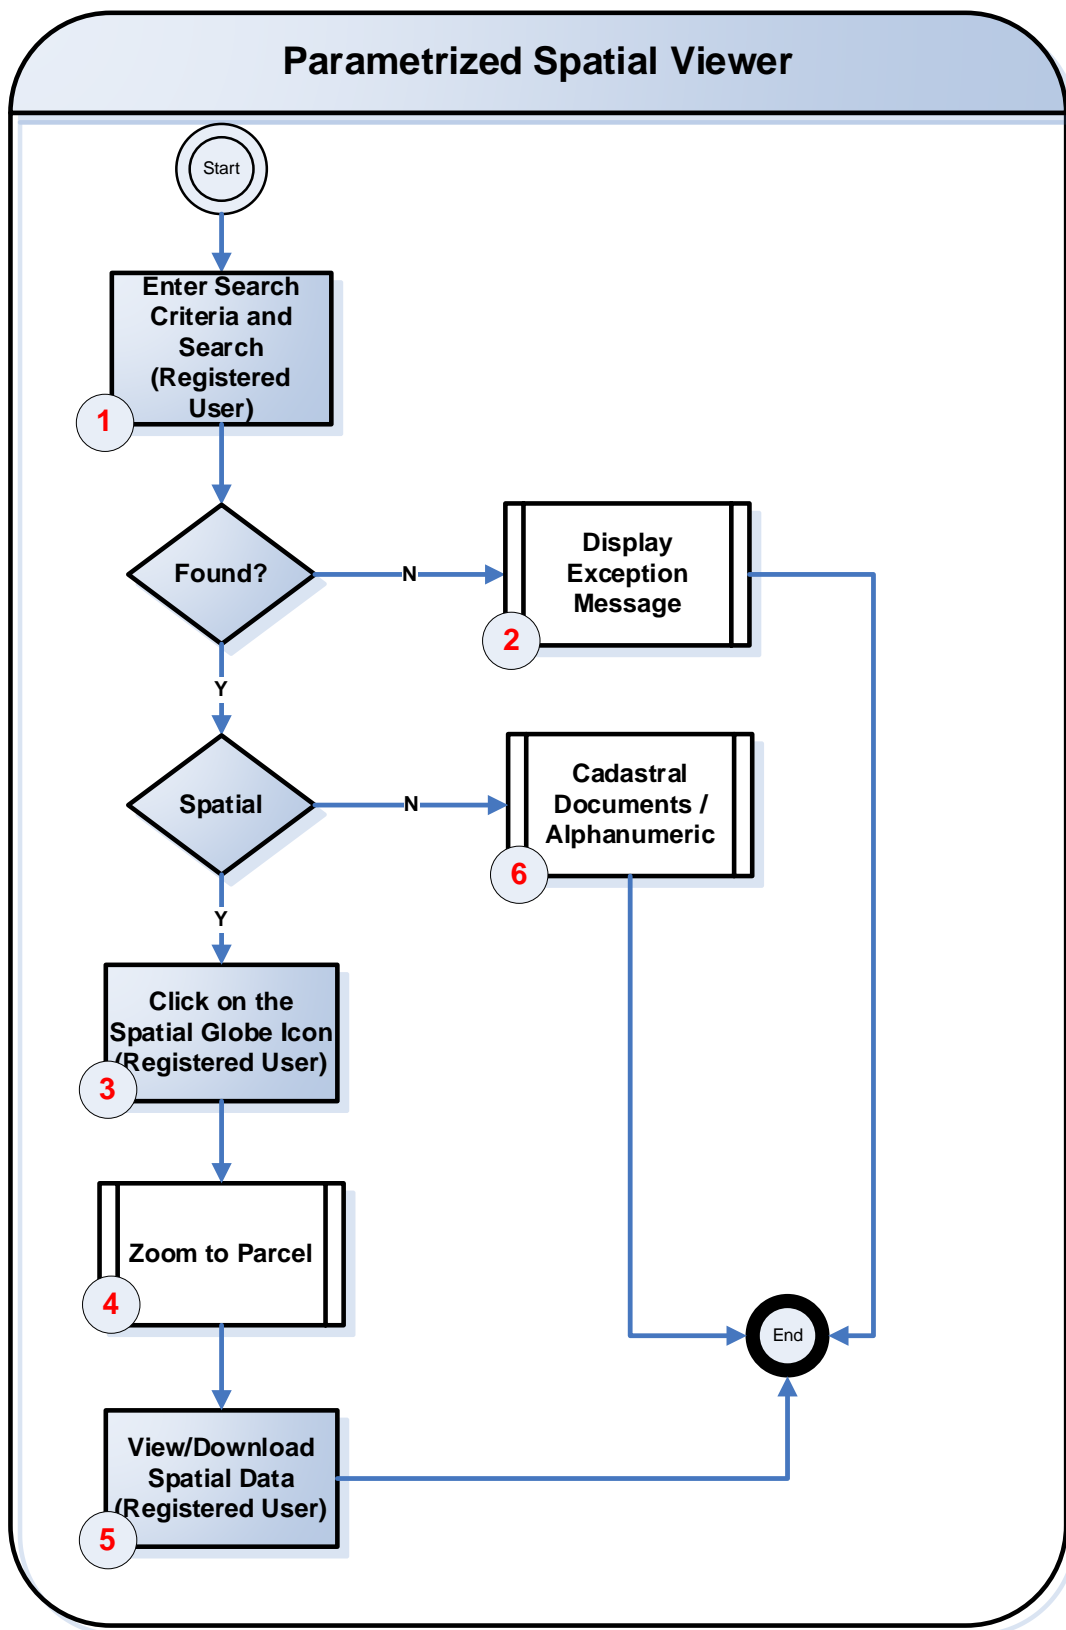 Parametrized Spatial Viewer
Start
Enter Search
Criteria and
Search
(Registered
User)
1
Found?
N
Display
Exception
Message
2
Y
Spatial
N
Cadastral
Documents /
Alphanumeric
6
Y
Click on the
Spatial Globe Icon
(Registered User)
3
Zoom to Parcel
4
End
View/Download
Spatial Data
(Registered User)
5